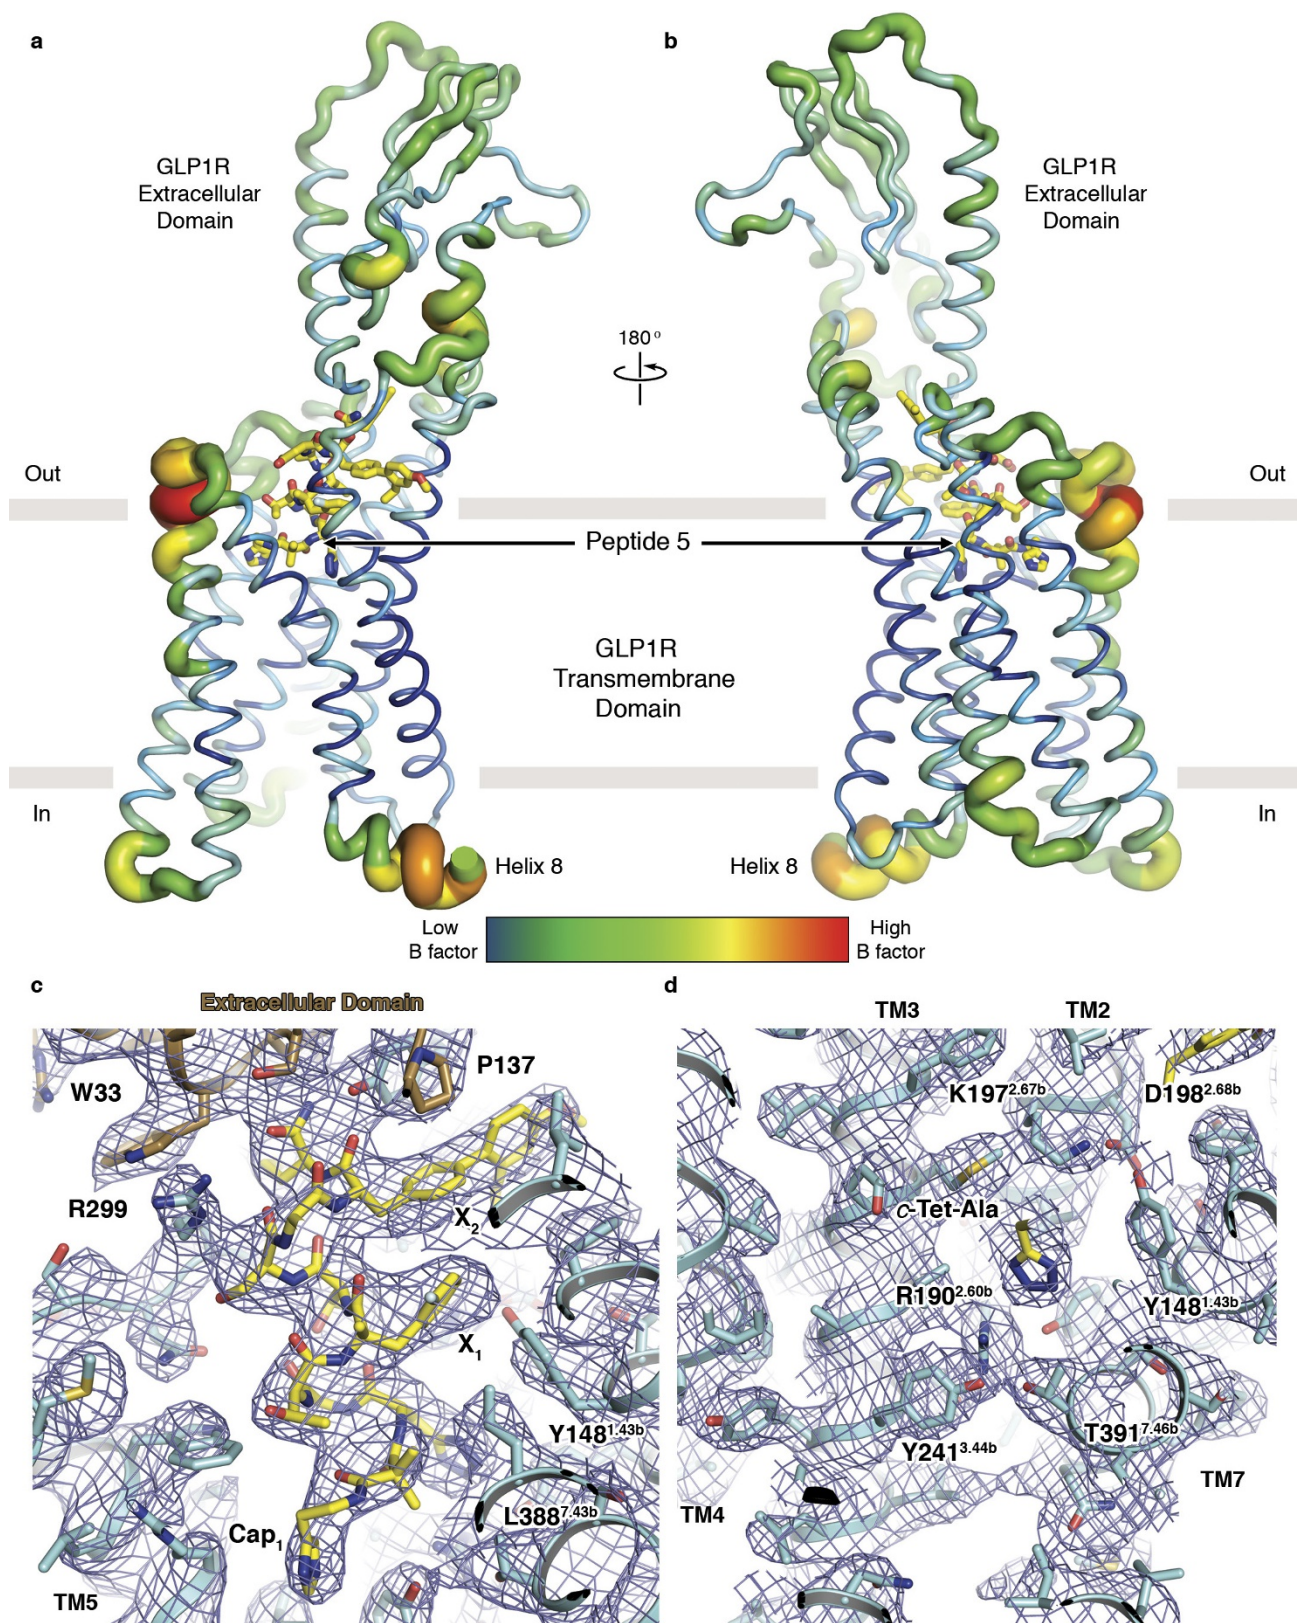 a
b
GLP1R
Extracellular
Domain
GLP1R
Extracellular
Domain
180 o
Out
Out
Peptide 5
GLP1R
Transmembrane
Domain
In
In
Helix 8
Helix 8
Low
B factor
High
B factor
c
Extracellular Domain
W33
P137
R299
X2
X1
Y1481.43b
L3887.43b
Cap1
TM5
d
TM3
TM2
K1972.67b
D1982.68b
c-Tet-Ala
R1902.60b
Y1481.43b
Y2413.44b
T3917.46b
TM7
TM4